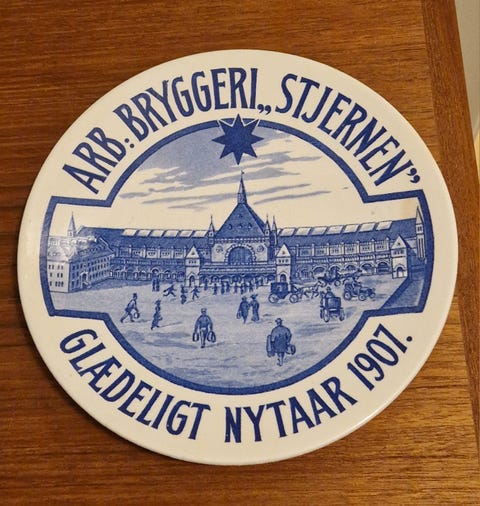 ARB: BRYGGERI „STJERNEN”
GLÆDELIGT NYTAAR 1907.